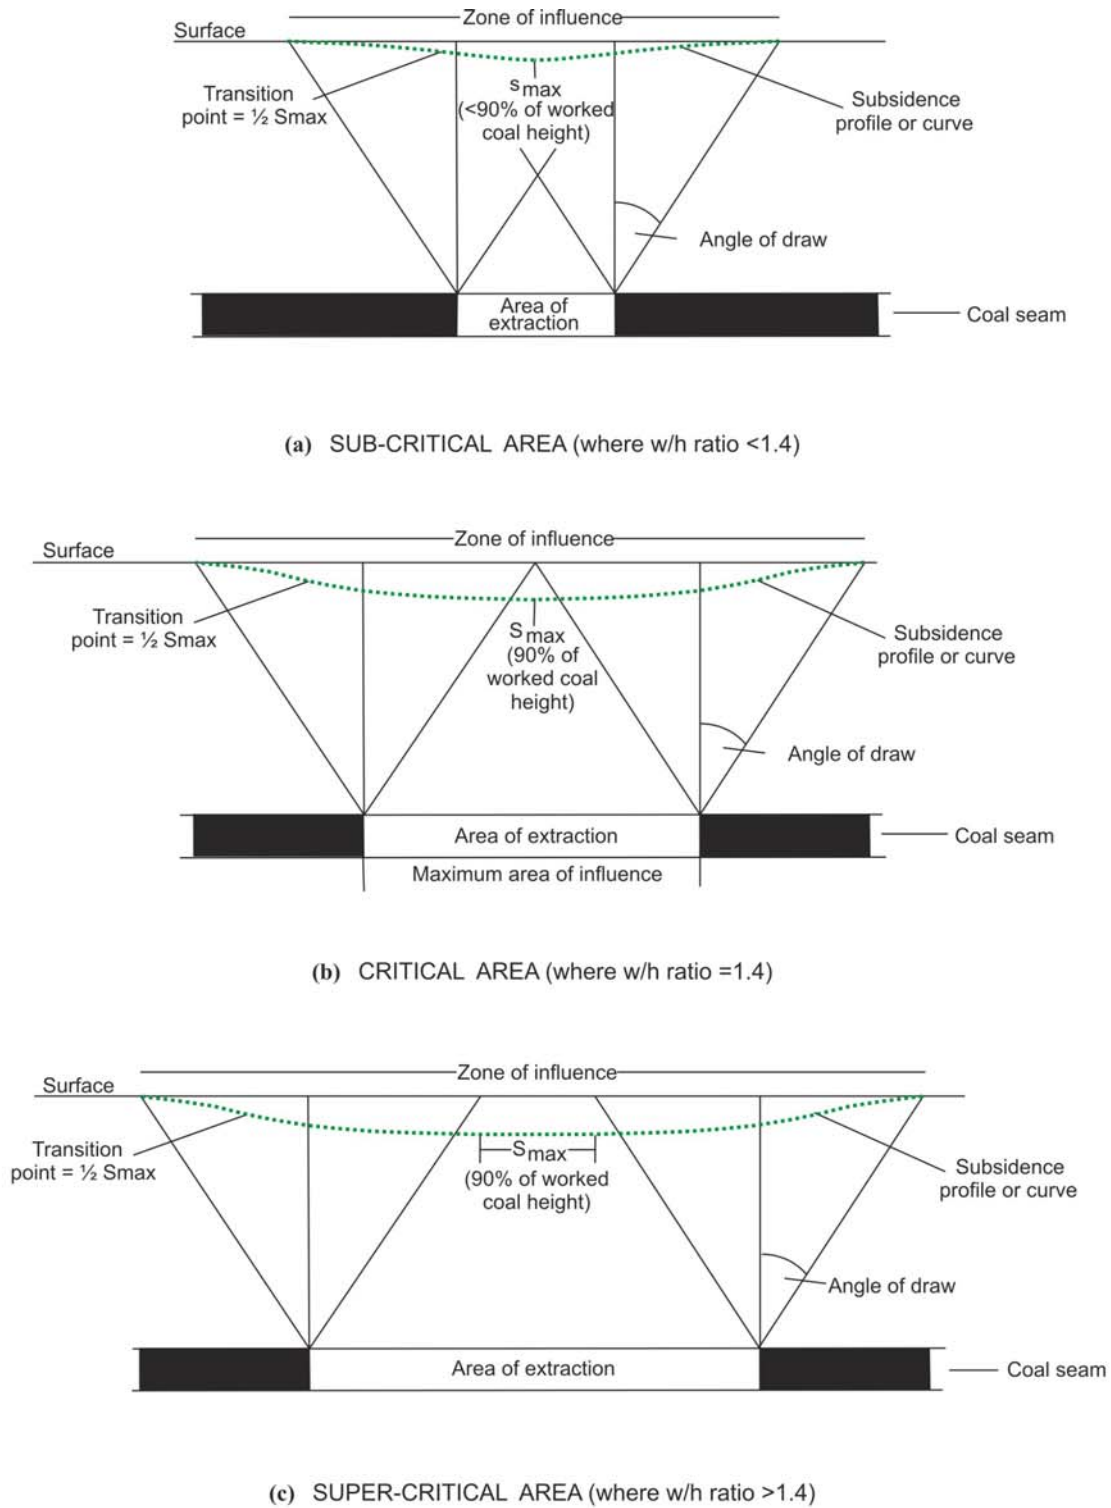 Zone of influence
Surface
Transition
point = ½ Smax
smax
(<90% of worked
coal height)
Subsidence
profile or curve
Angle of draw
Area of
extraction
Coal seam
(a) SUB-CRITICAL AREA (where w/h ratio <1.4)
Zone of influence
Surface
Transition
point = ½ Smax
Smax
(90% of
worked coal
height)
Subsidence
profile or curve
Angle of draw
Area of extraction
Coal seam
Maximum area of influence
(b) CRITICAL AREA (where w/h ratio =1.4)
Zone of influence
Surface
Transition
point = ½ Smax
Smax
(90% of worked
coal height)
Subsidence
profile or curve
Angle of draw
Area of extraction
Coal seam
(c) SUPER-CRITICAL AREA (where w/h ratio >1.4)